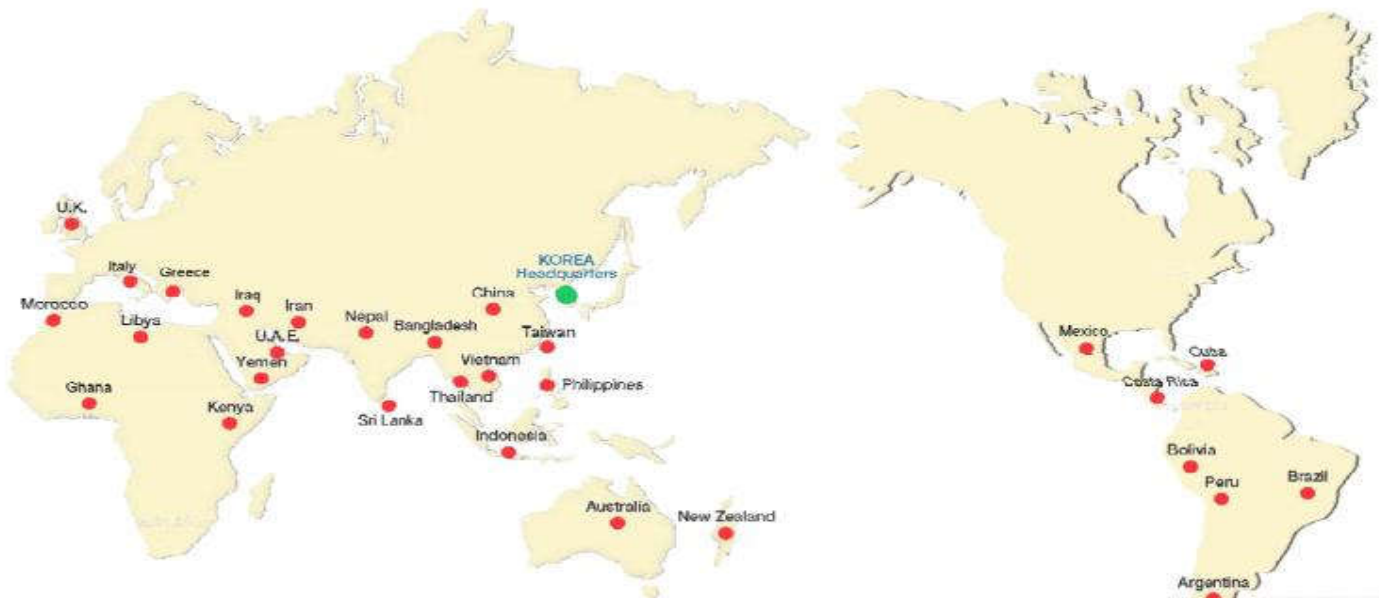 U.K.
KOREA
Headquarters
Italy
Greece
China
Iraq
Iran
Morocco
Libya
Nepal
Bangladesh
Taiwan
U.A.E.
Yemen
Vietnam
Philippines
Thailand
Ghana
Kenya
Sri Lanka
Indonesia
Australia
New Zealand
Mexico
Cuba
Costa Rica
Bolivia
Peru
Brazil
Argentina